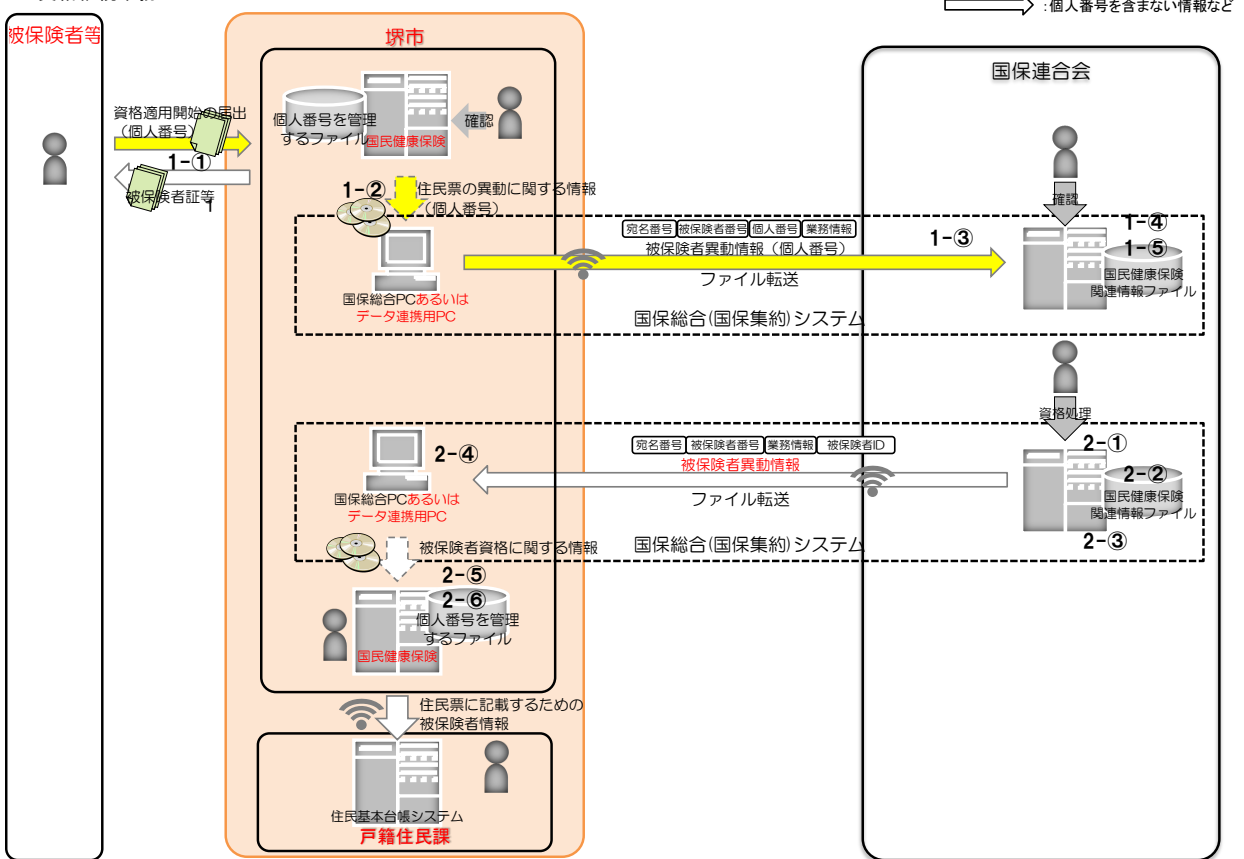 :個人番号を含まない情報など
被保険者等
堺市
国保連合会
個人番号を管理
するファイル
国民健康保険
確認
資格適用開始の届出
(個人番号)
1-①
被保険者証等
1
1-②
住民票の異動に関する情報
(個人番号)
国保総合PCあるいは
データ連携用PC
宛名番号 被保険者番号 個人番号 業務情報
被保険者異動情報(個人番号)
1-③
ファイル転送
国保総合(国保集約)システム
確認
1-④
1-⑤
国民健康保険
関連情報ファイル
資格処理
2-①
2-②
国民健康保険
関連情報ファイル
2-③
宛名番号 被保険者番号 業務情報 被保険者ID
被保険者異動情報
ファイル転送
国保総合(国保集約)システム
2-④
国保総合PCあるいは
データ連携用PC
被保険者資格に関する情報
2-⑤
2-⑥
個人番号を管理
するファイル
国民健康保険
住民票に記載するための
被保険者情報
住民基本台帳システム
戸籍住民課